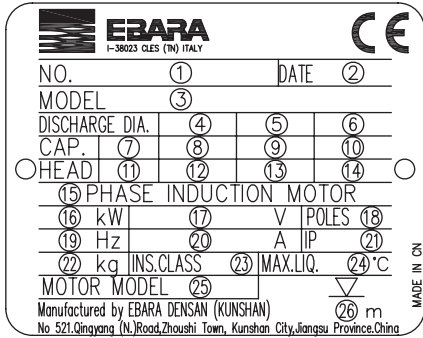 EBARA
I-38023 CLES (TN) ITALY
CE
NO. ① DATE ②
MODEL ③
DISCHARGE DIA. ④ ⑤ ⑥
CAP. ⑦ ⑧ ⑨ ⑩
HEAD ⑪ ⑫ ⑬ ⑭
⑮ PHASE INDUCTION MOTOR
⑯ kW ⑰ V POLES ⑱
⑲ Hz ⑳ A IP ㉑
㉒ kg INS.CLASS ㉓ MAX.LIQ. ㉔ °C
MOTOR MODEL ㉕
㉖ m
Manufactured by EBARA DENSAN (KUNSHAN)
No 521.Qingyang (N.)Road,Zhoushi Town, Kunshan City,Jiangsu Province.China
MADE IN CN